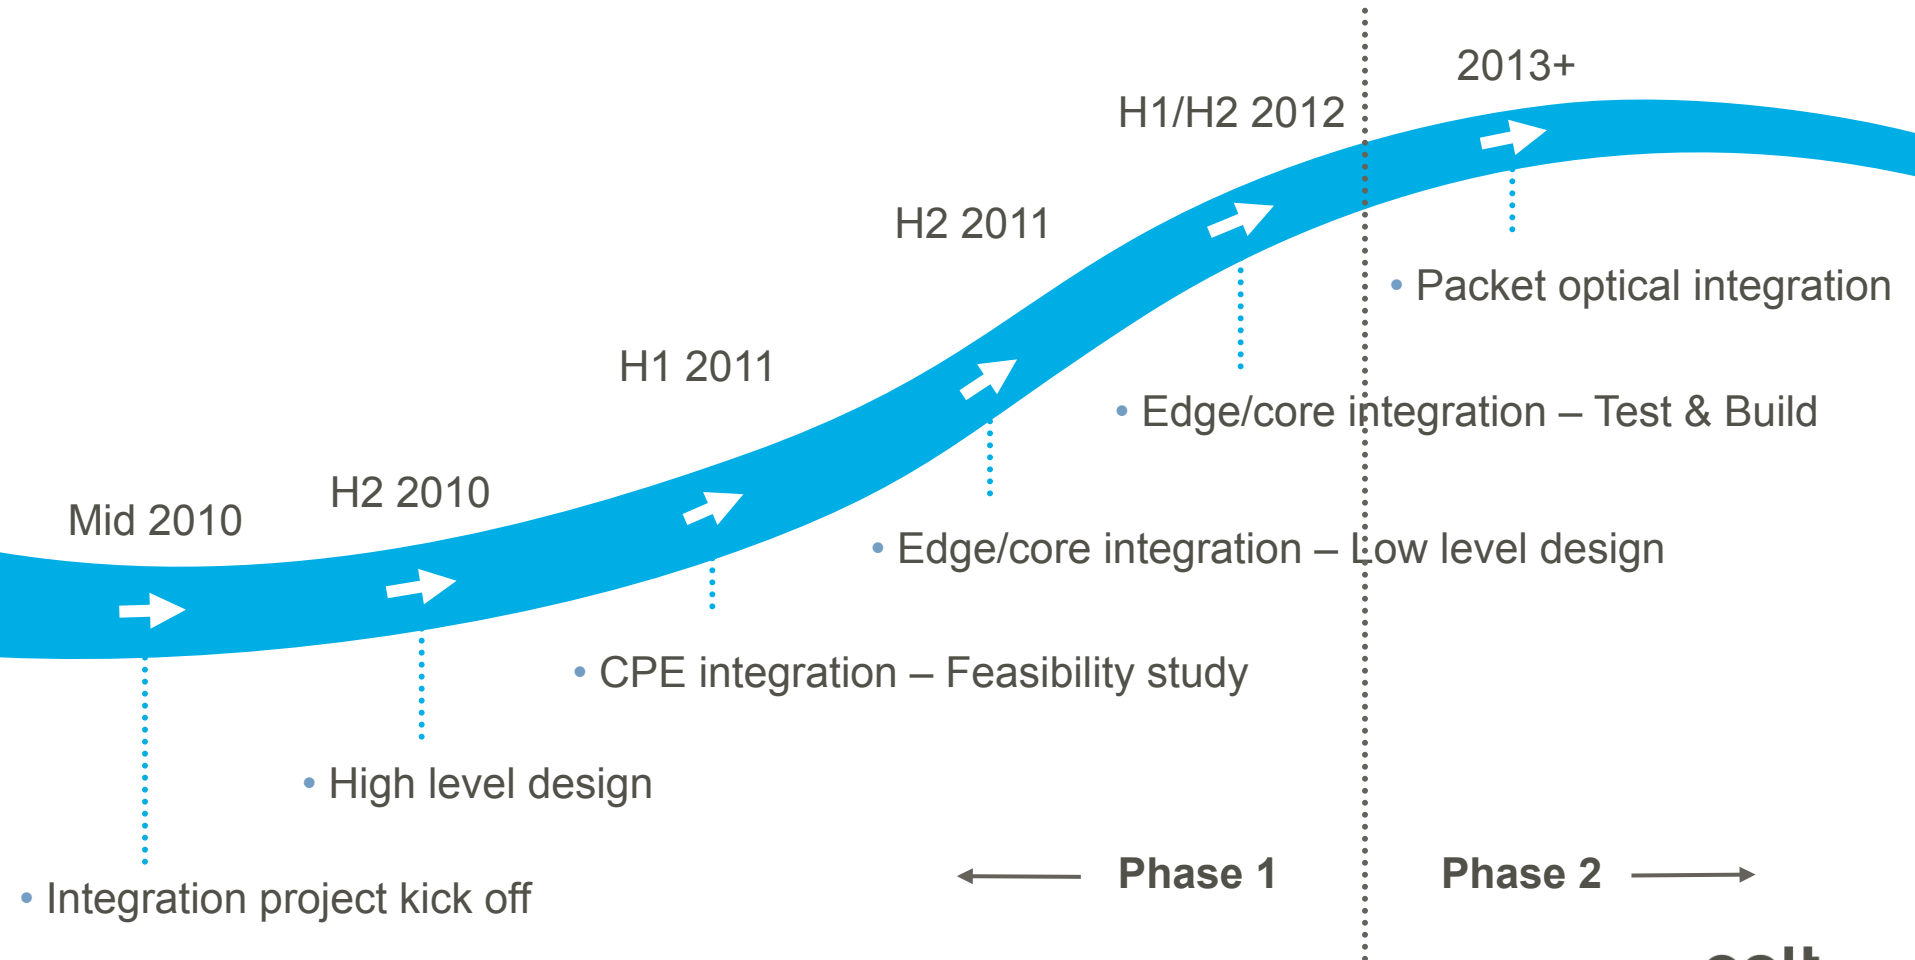 2013+
H1/H2 2012
H2 2011
• Packet optical integration
H1 2011
• Edge/core integration – Test & Build
H2 2010
Mid 2010
• Edge/core integration – Low level design
• CPE integration – Feasibility study
• High level design
Phase 1
Phase 2
• Integration project kick off